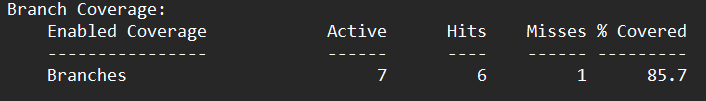 Branch Coverage:
    Enabled Coverage            Active      Hits    Misses % Covered
    ----------------            ------      ----    ------ ---------
    Branches                         7         6         1      85.7